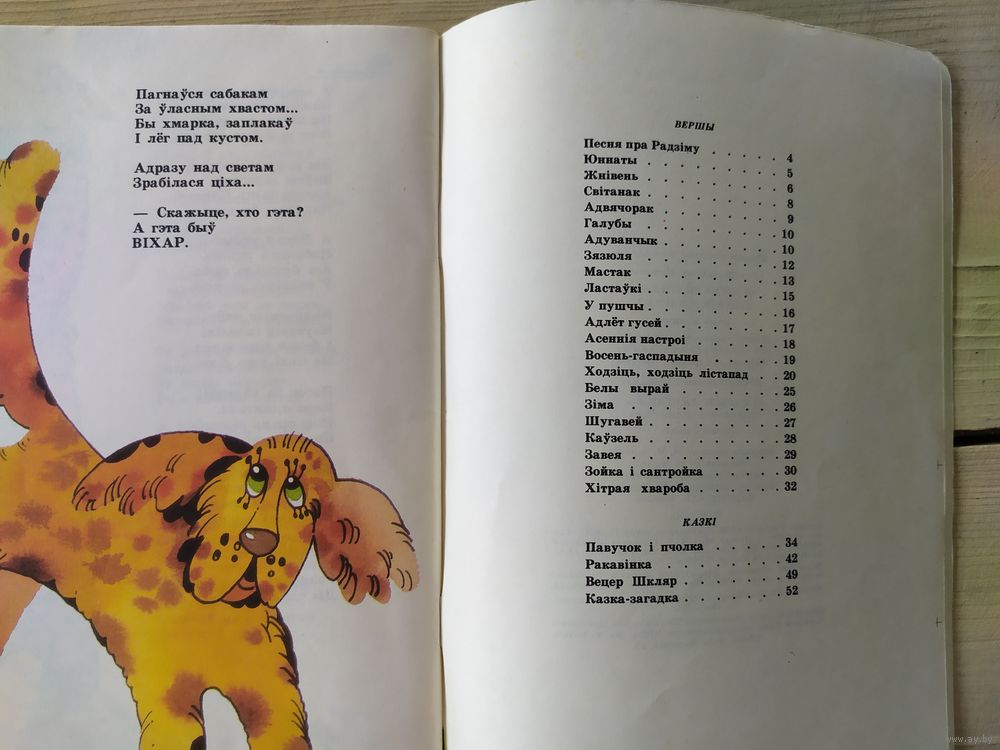 Пагнаўся сабакам
За ўласным хвастом...
Бы хмарка, заплакаў
І лёг пад кустом.
Адразу над светам
Зрабілася ціха...
— Скажыце, хто гэта?
А гэта быў
ВІХАР.
ВЕРШЫ
Песня пра Радзіму . . . . 4
Юннаты . . . . . . . 5
Жнівень . . . . . . . 6
Світанак . . . . . . . 8
Адвячорак . . . . . . 9
Галубы . . . . . . . 10
Адуванчык . . . . . . 10
Зязюля . . . . . . . 12
Мастак . . . . . . . 13
Ластаўкі . . . . . . . 15
У пушчы . . . . . . . 16
Адлёт гусей . . . . . . 17
Асеннія настроі . . . . . 18
Восень-гаспадыня . . . . 19
Ходзіць, ходзіць лістапад . . 20
Белы вырай . . . . . . 25
Зіма . . . . . . . 26
Шугавей . . . . . . . 27
Каўзель . . . . . . . 28
Завея . . . . . . . 29
Зойка і сантройка . . . . . 30
Хітрая хвароба . . . . . . 32
КАЗКІ
Павучок і пчолка . . . . . 34
Ракавінка . . . . . . 42
Вецер Шкляр . . . . . . 49
Казка-загадка . . . . . . 52
www.ay.by